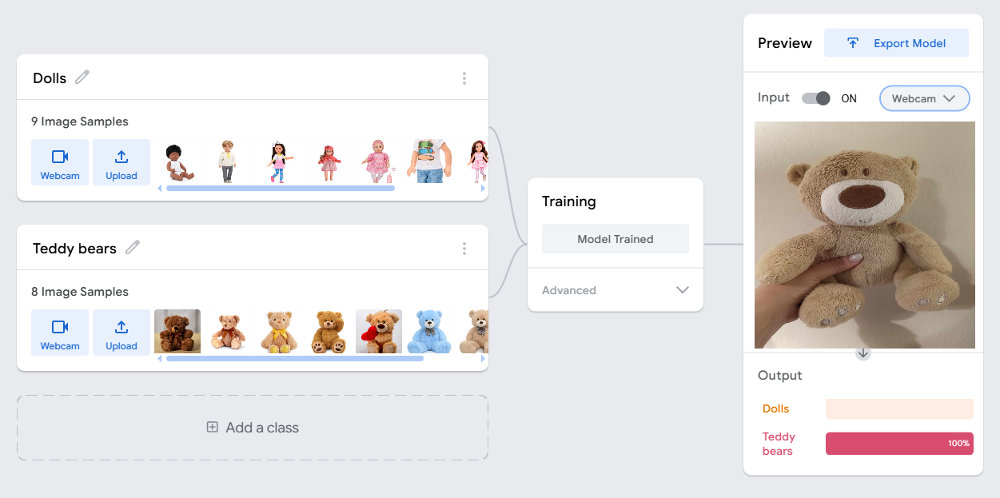 Dolls
9 Image Samples
Webcam
Upload
Teddy bears
8 Image Samples
Webcam
Upload
Add a class
Training
Model Trained
Advanced
Preview
Export Model
Input
ON
Webcam
Output
Dolls
Teddy
bears
100%